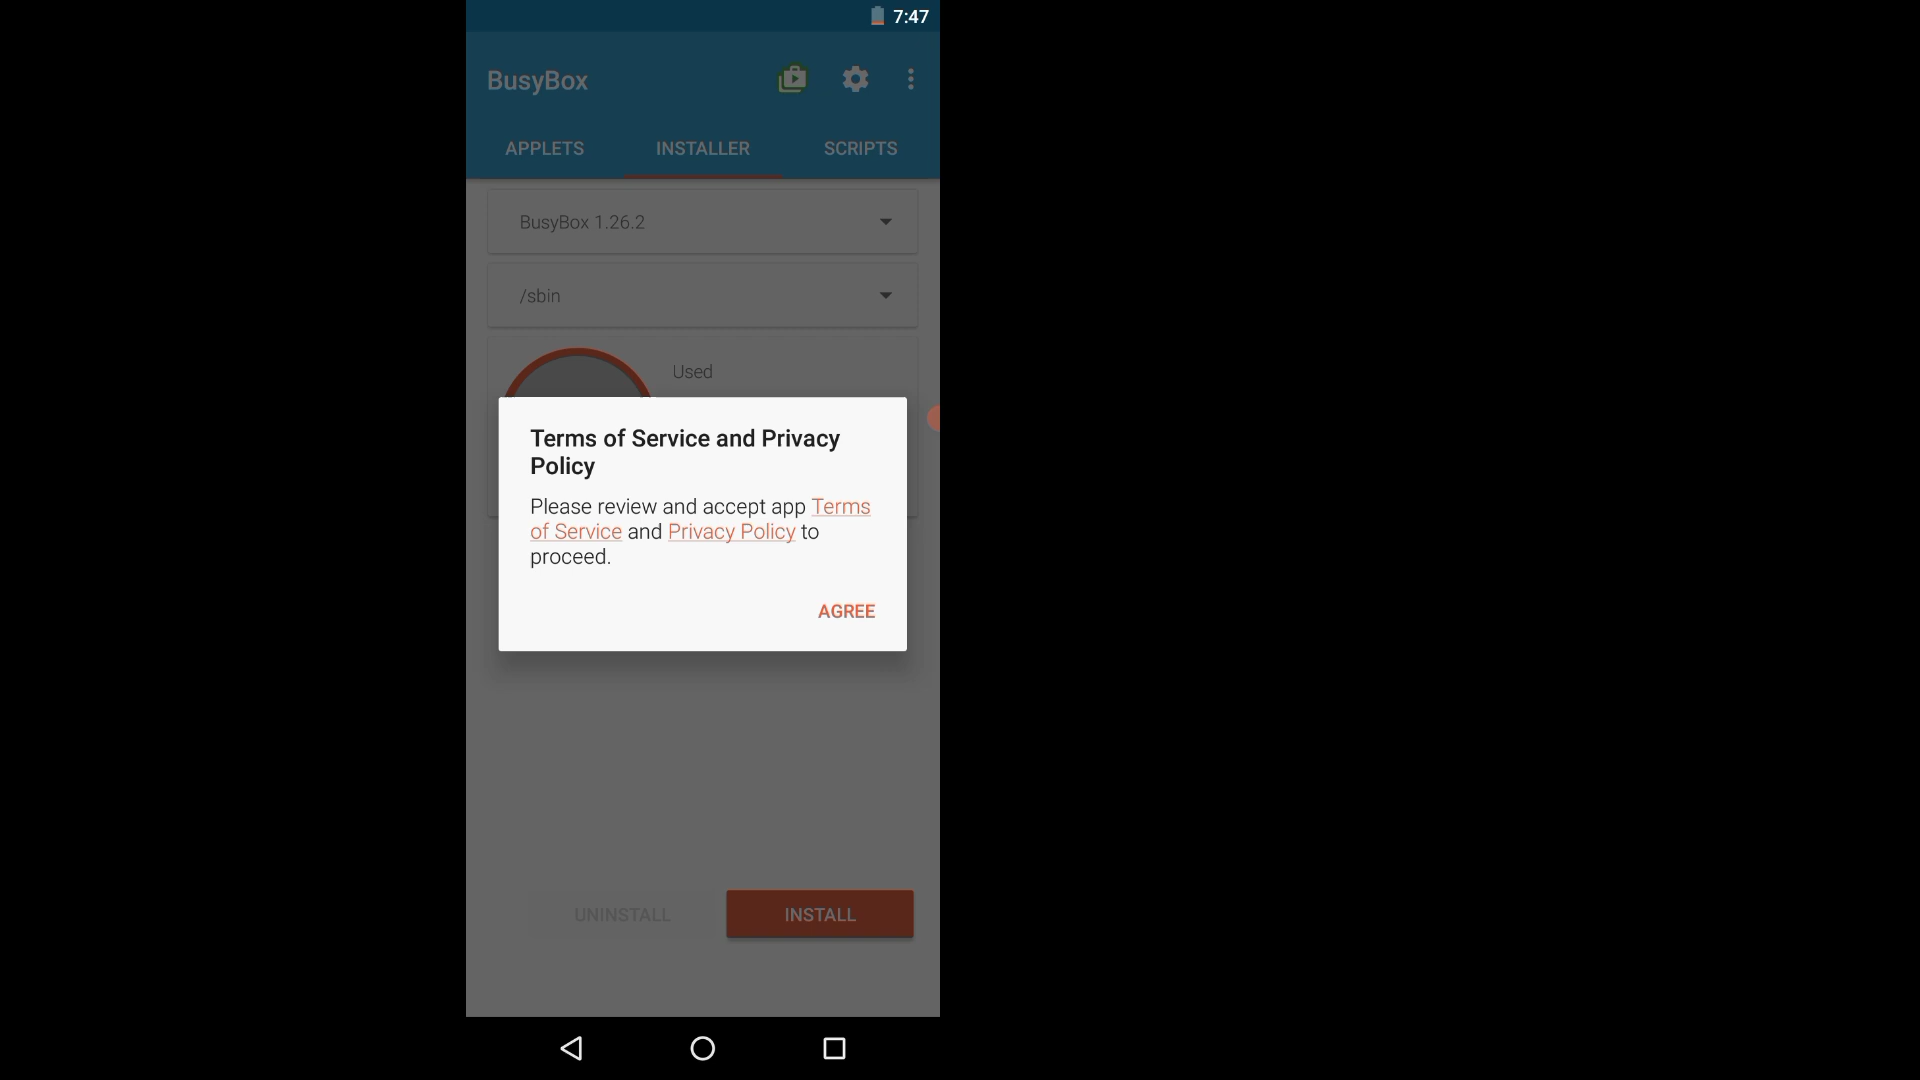 7:47
BusyBox
APPLETS INSTALLER SCRIPTS
BusyBox 1.26.2
/sbin
Used
Terms of Service and Privacy
Policy
Please review and accept app Terms
of Service and Privacy Policy to
proceed.
AGREE
UNINSTALL INSTALL